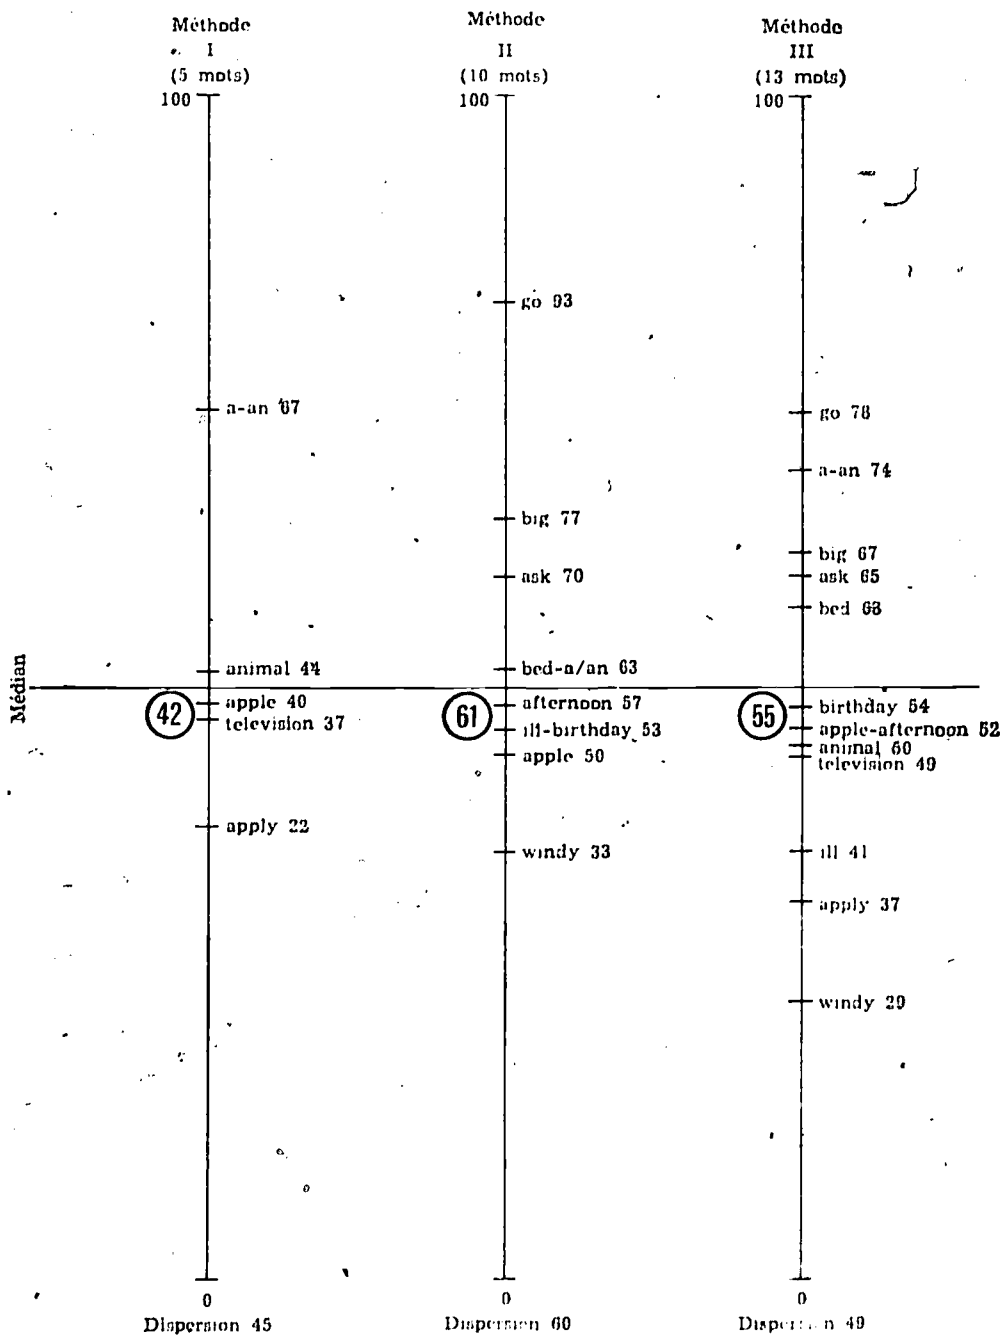 Méthode
I
(5 mots)
100
a-an 67
animal 44
Médian
42
apple 40
television 37
apply 22
0
Dispersion 45
Méthode
II
(10 mots)
100
go 93
big 77
ask 70
bed-a/an 63
61
afternoon 57
ill-birthday 53
apple 50
windy 33
0
Dispersion 60
Méthode
III
(13 mots)
100
go 78
a-an 74
big 67
ask 65
bed 63
55
birthday 54
apple-afternoon 52
animal 50
television 49
ill 41
apply 37
windy 29
0
Dispersion 49